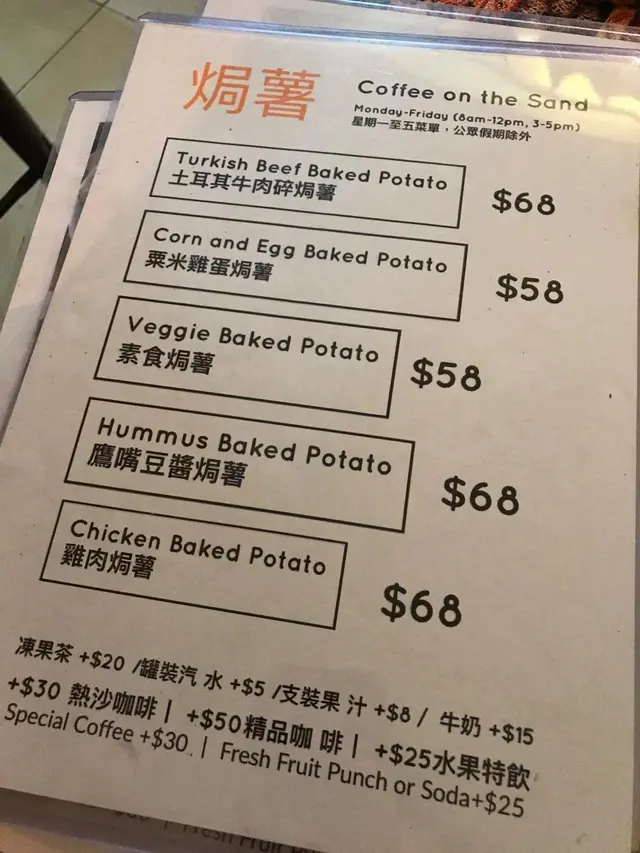 焗薯
Coffee on the Sand
Monday-Friday (8am-12pm, 3-5pm)
星期一至五菜單，公眾假期除外
Turkish Beef Baked Potato
土耳其牛肉碎焗薯
$68
Corn and Egg Baked Potato
粟米雞蛋焗薯
$58
Veggie Baked Potato
素食焗薯
$58
Hummus Baked Potato
鷹嘴豆醬焗薯
$68
Chicken Baked Potato
雞肉焗薯
$68
凍果茶 +$20 /罐裝汽 水 +$5 /支裝果 汁 +$8 / 牛奶 +$15
+$30 熱沙咖啡 | +$50精品咖 啡 | +$25水果特飲
Special Coffee +$30 | Fresh Fruit Punch or Soda+$25
Fresh Fruit